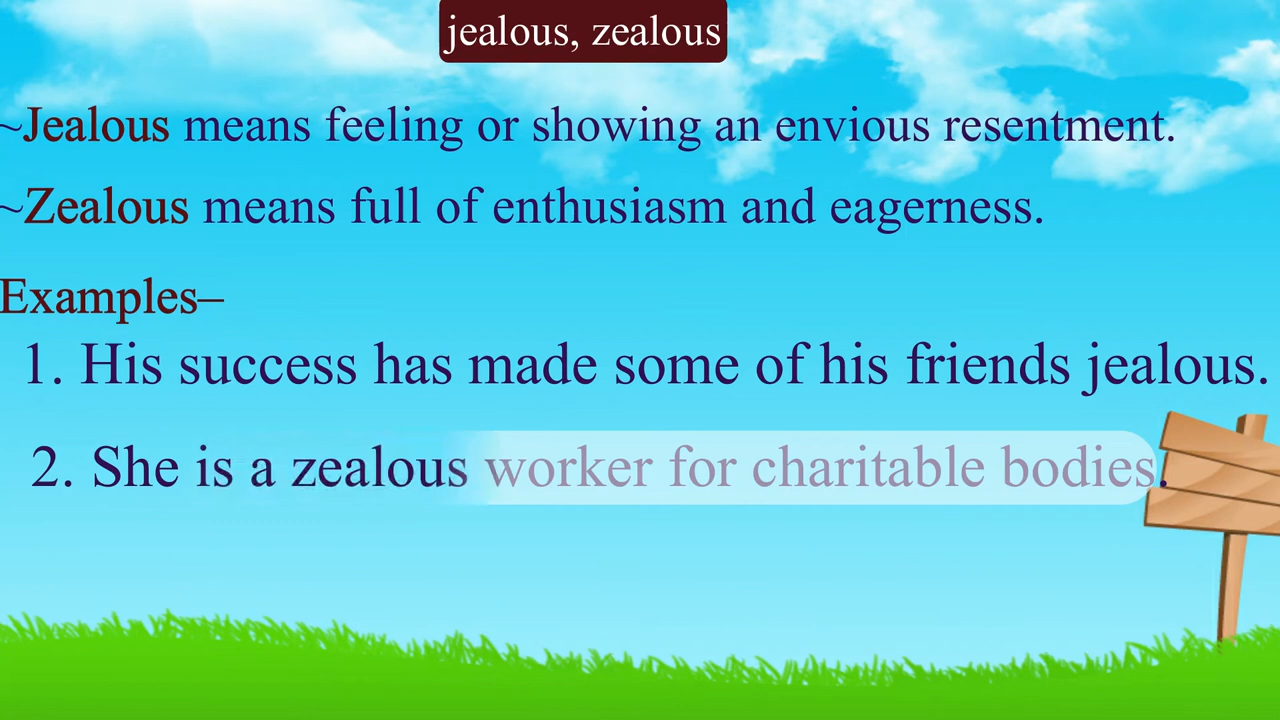 jealous, zealous
~Jealous means feeling or showing an envious resentment.
~Zealous means full of enthusiasm and eagerness.
Examples–
1. His success has made some of his friends jealous.
2. She is a zealous worker for charitable bodies.